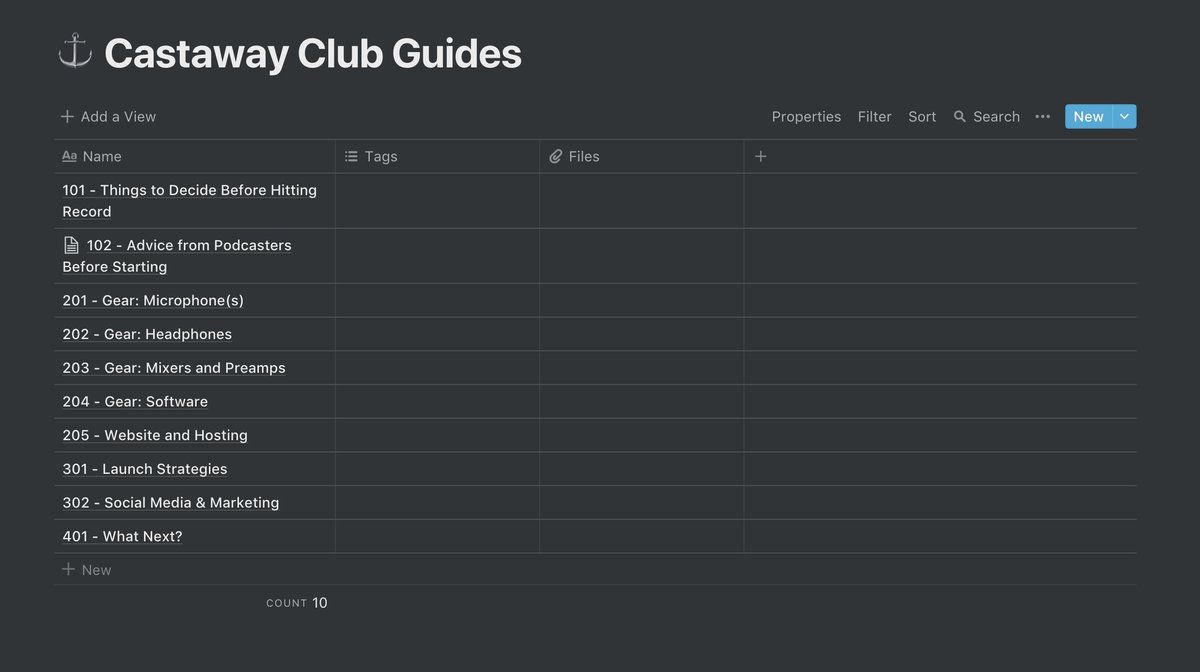 Castaway Club Guides
+ Add a View
Properties Filter Sort Search ••• New
Aa Name Tags Files +
101 - Things to Decide Before Hitting
Record
102 - Advice from Podcasters
Before Starting
201 - Gear: Microphone(s)
202 - Gear: Headphones
203 - Gear: Mixers and Preamps
204 - Gear: Software
205 - Website and Hosting
301 - Launch Strategies
302 - Social Media & Marketing
401 - What Next?
+ New
COUNT 10